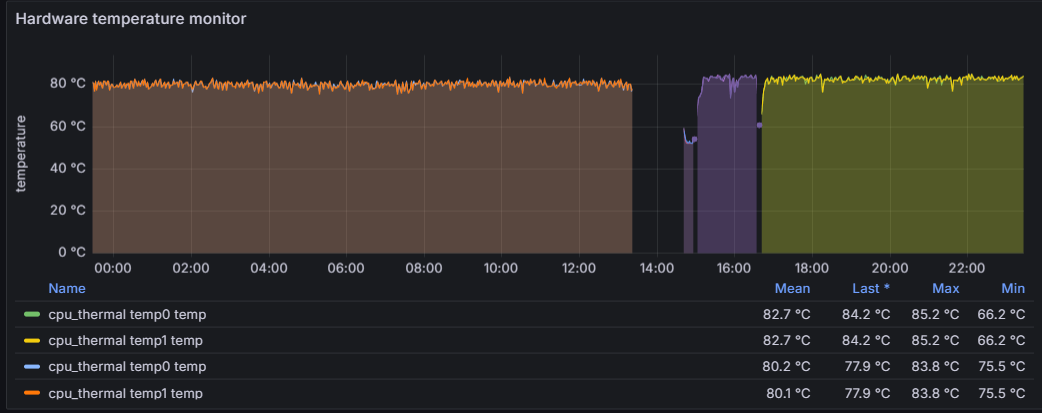 Hardware temperature monitor
temperature
80 °C
60 °C
40 °C
20 °C
0 °C
00:00 02:00 04:00 06:00 08:00 10:00 12:00 14:00 16:00 18:00 20:00 22:00
Name Mean Last * Max Min
cpu_thermal temp0 temp 82.7 °C 84.2 °C 85.2 °C 66.2 °C
cpu_thermal temp1 temp 82.7 °C 84.2 °C 85.2 °C 66.2 °C
cpu_thermal temp0 temp 80.2 °C 77.9 °C 83.8 °C 75.5 °C
cpu_thermal temp1 temp 80.1 °C 77.9 °C 83.8 °C 75.5 °C